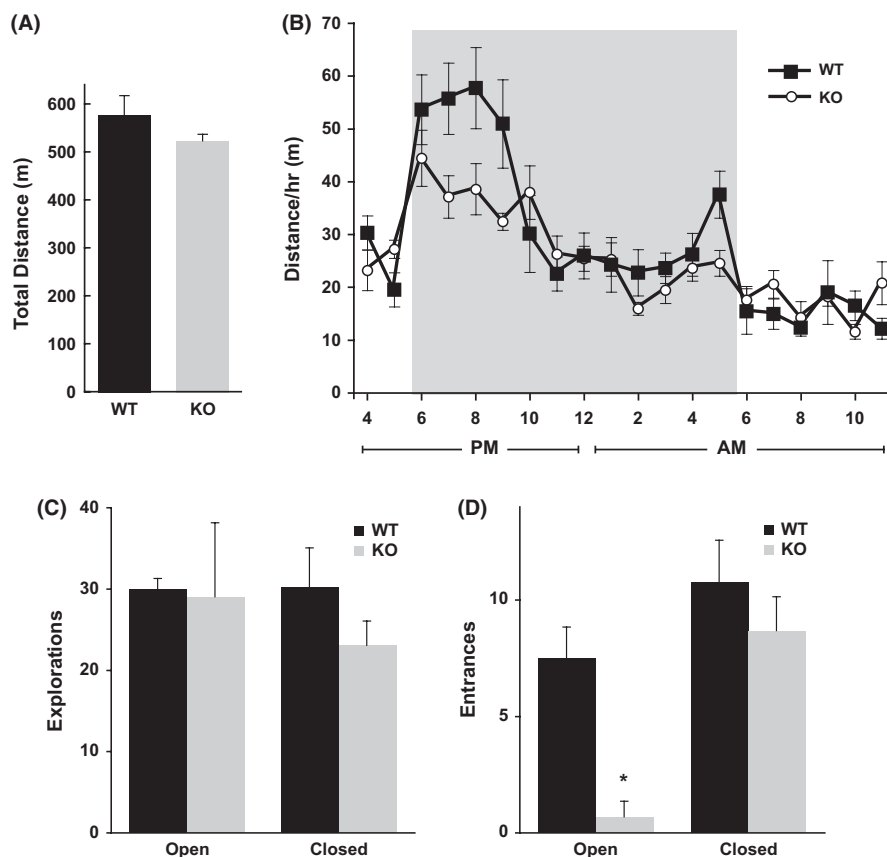 (A)
Total Distance (m)
600
500
400
300
200
100
0
WT
KO
(B)
Distance/hr (m)
70
60
50
40
30
20
10
0
WT
KO
4 6 8 10 12 2 4 6 8 10
PM AM
(C)
Explorations
40
30
20
10
0
WT
KO
Open Closed
(D)
Entrances
10
5
0
WT
KO
*
Open Closed